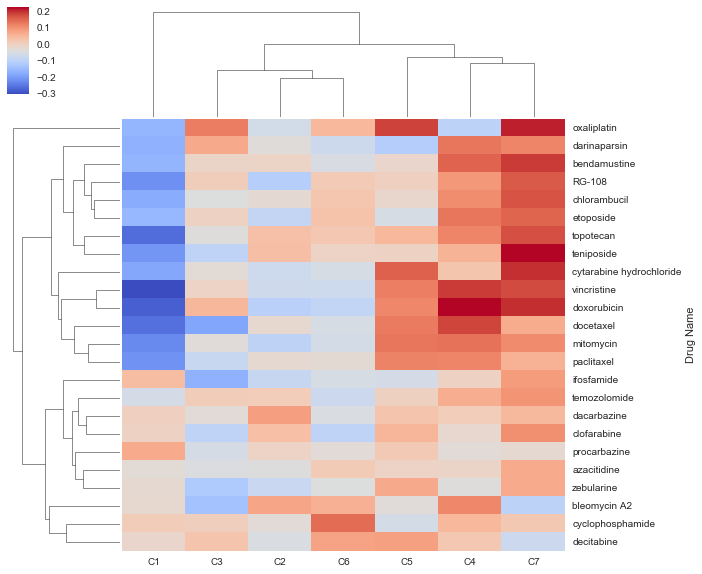 0.2
0.1
0.0
−0.1
−0.2
−0.3
oxaliplatin
darinaparsin
bendamustine
RG-108
chlorambucil
etoposide
topotecan
teniposide
cytarabine hydrochloride
vincristine
doxorubicin
docetaxel
mitomycin
paclitaxel
ifosfamide
temozolomide
dacarbazine
clofarabine
procarbazine
azacitidine
zebularine
bleomycin A2
cyclophosphamide
decitabine
Drug Name
C1 C3 C2 C6 C5 C4 C7